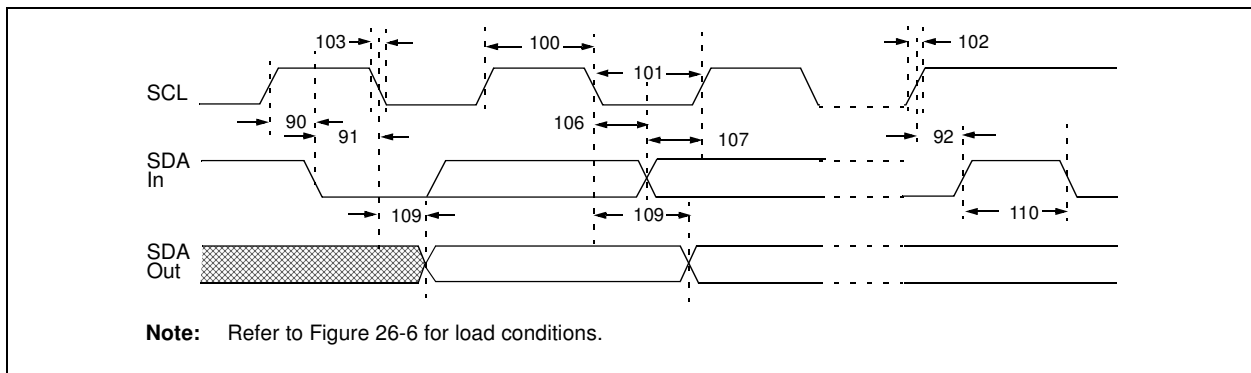 103
100
102
101
SCL
90
91
106
107
92
SDA
In
109
109
110
SDA
Out
Note: Refer to Figure 26-6 for load conditions.